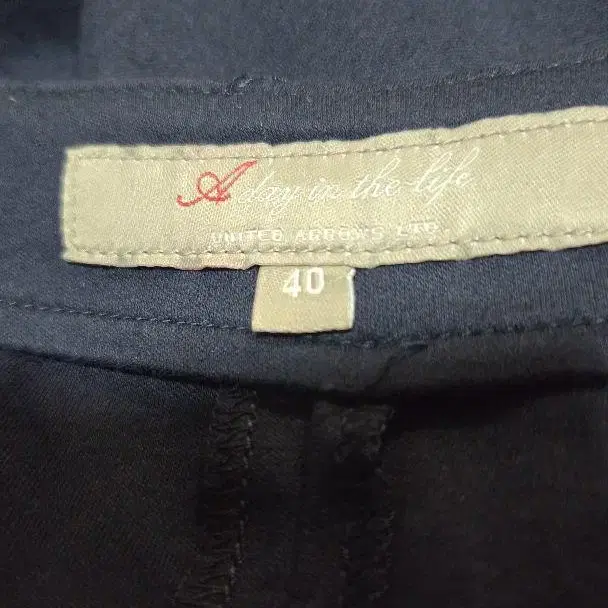 A day in the life
UNITED ARROWS LTD.
40